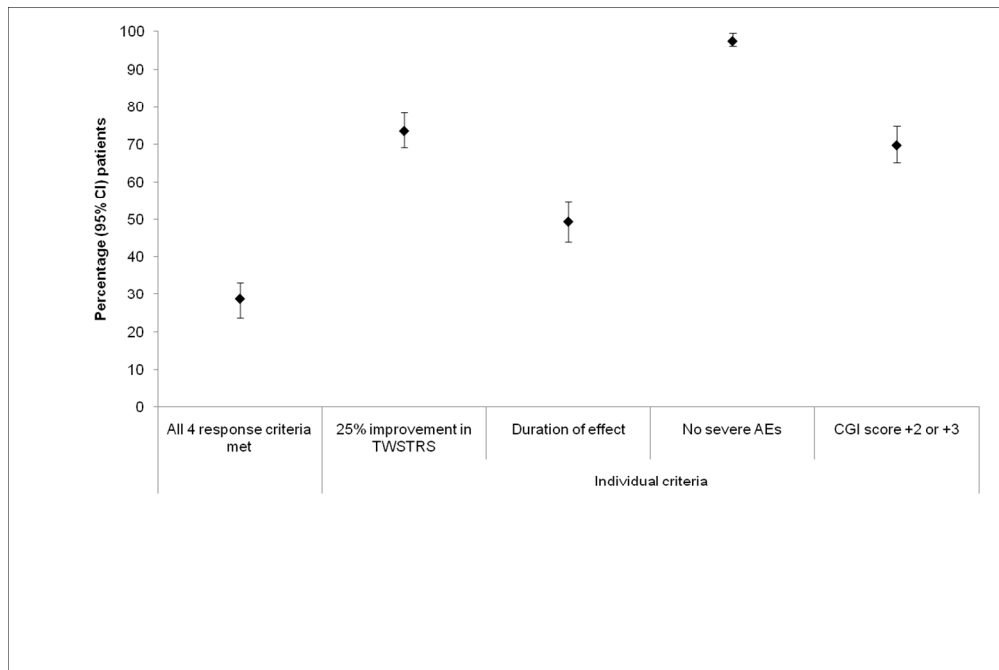 Percentage (95% CI) patients
100
90
80
70
60
50
40
30
20
10
0
All 4 response criteria
met
25% improvement in
TWSTRS
Duration of effect
No severe AEs
CGI score +2 or +3
Individual criteria